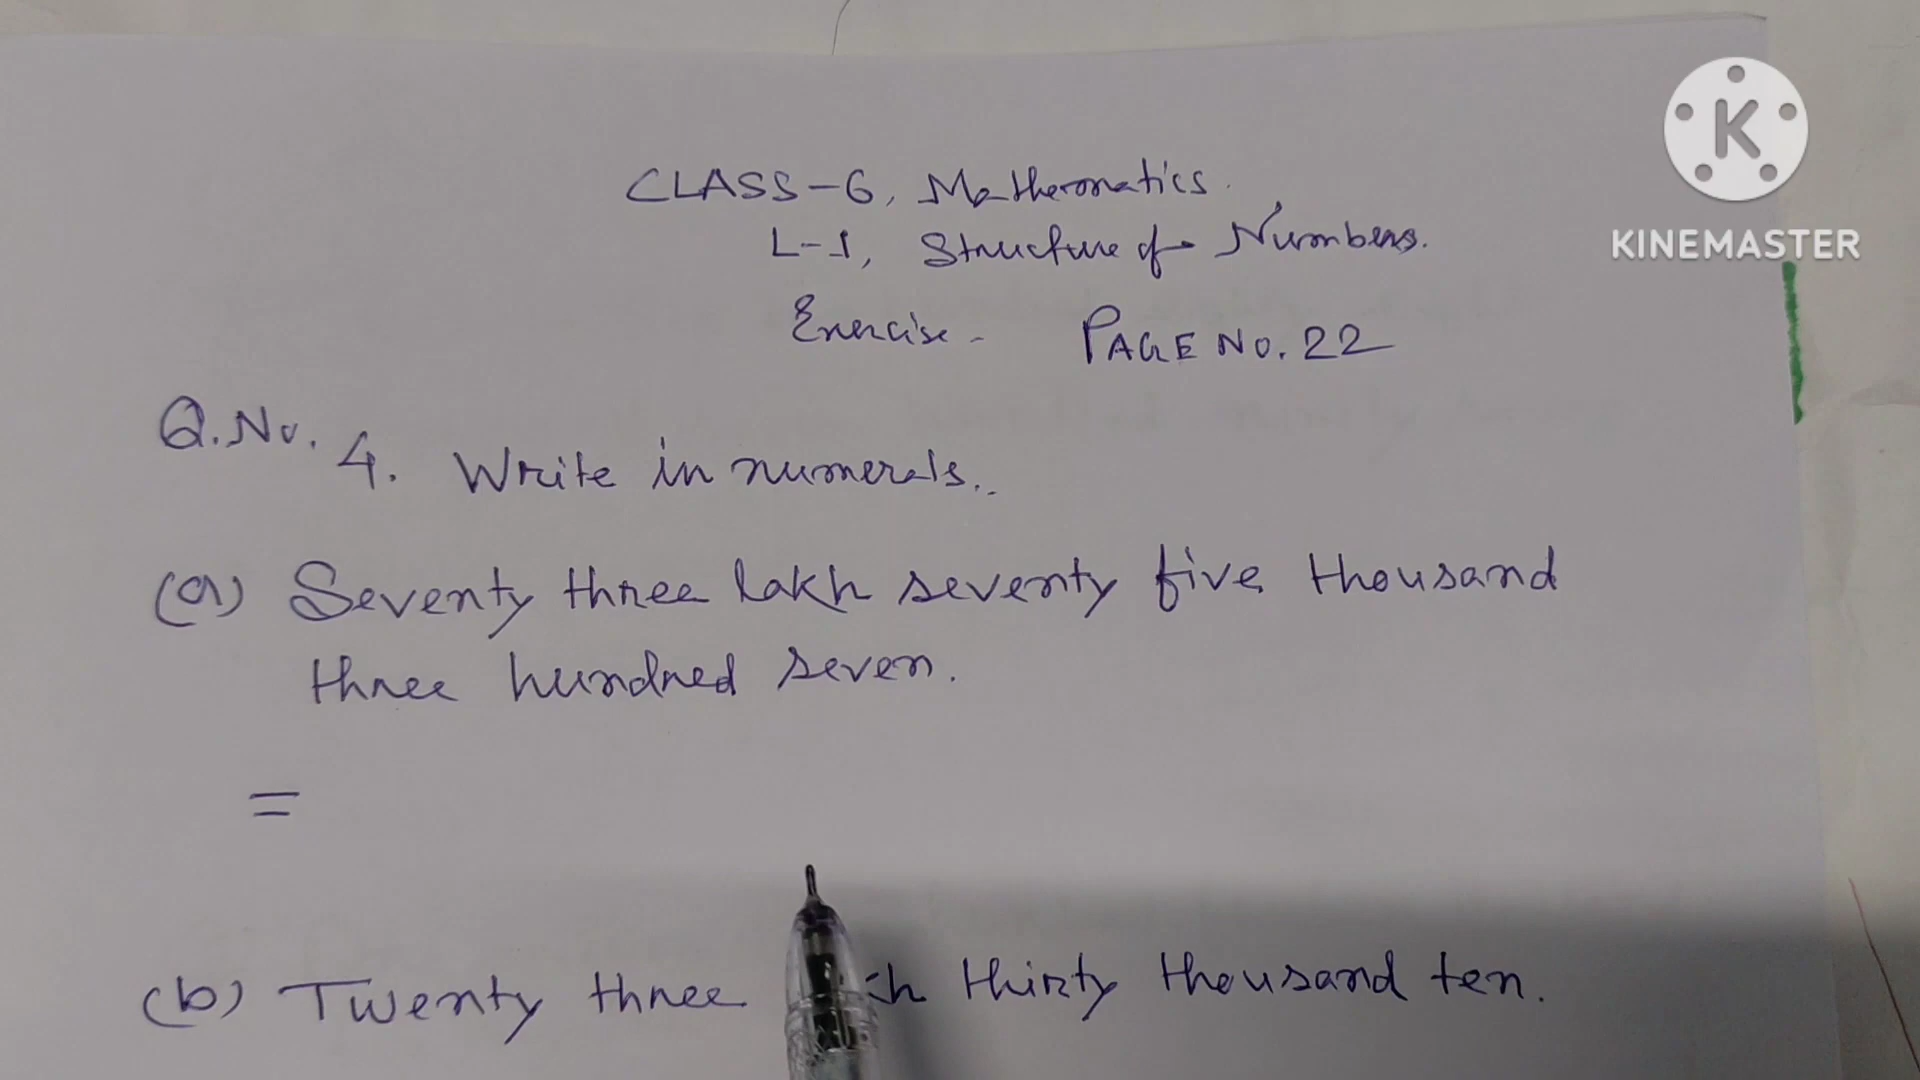 CLASS-6, Mathematics.
L-1, Structure of Numbers.
Exercise - PAGE NO. 22
Q.No. 4. Write in numerals..
(a) Seventy three lakh seventy five thousand
three hundred seven.
=
(b) Twenty three thirty thousand ten.
K
KINEMASTER